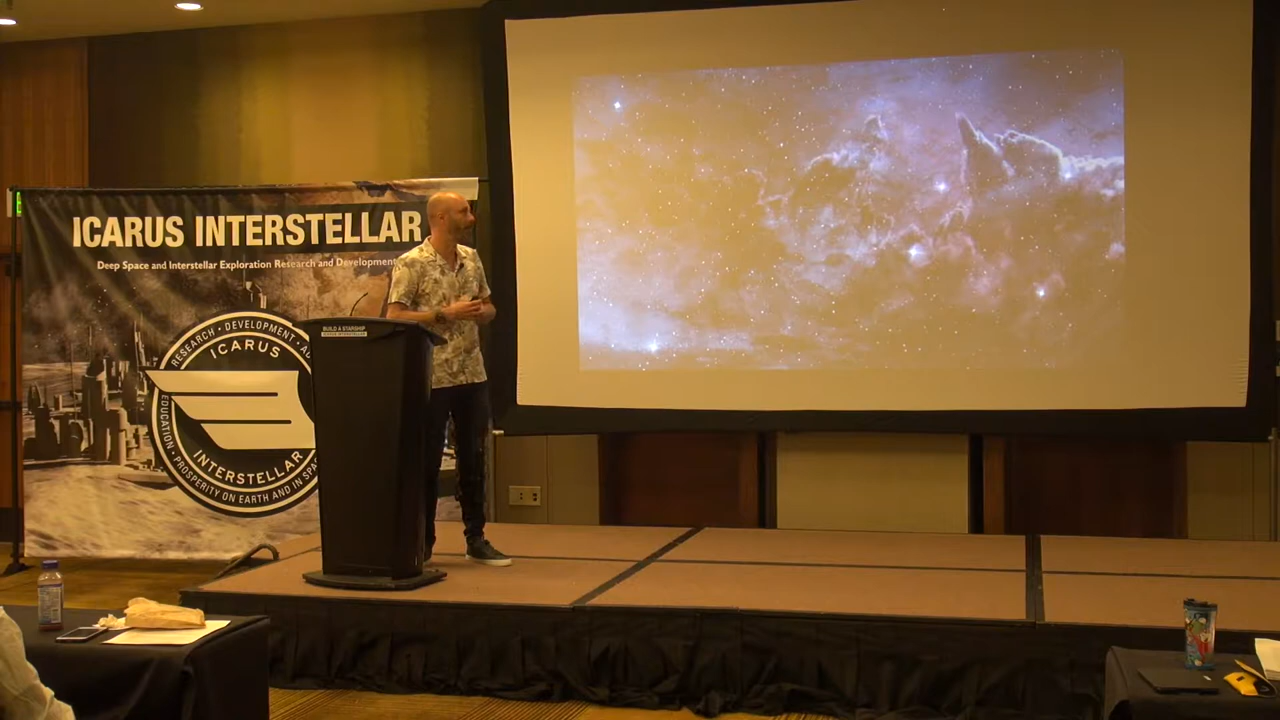 ICARUS INTERSTELLAR
Deep Space and Interstellar Exploration Research and Development
RESEARCH • DEVELOPMENT •
ICARUS
INTERSTELLAR
EDUCATION • PROSPERITY ON EARTH AND IN
BUILD A STARSHIP